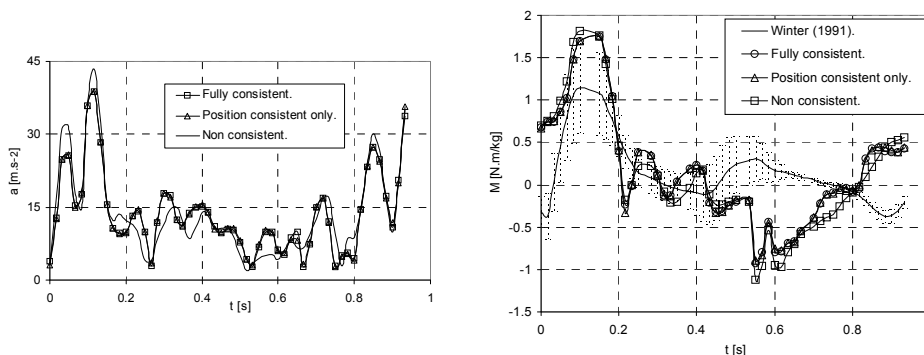 45
30
15
0
a [m.s-2]
Fully consistent.
Position consistent only.
Non consistent.
0
0.2
0.4
0.6
0.8
1
t [s]
2
1.5
1
0.5
0
-0.5
-1
-1.5
M [N.m/kg]
Winter (1991).
Fully consistent.
Position consistent only.
Non consistent.
0
0.2
0.4
0.6
0.8
t [s]